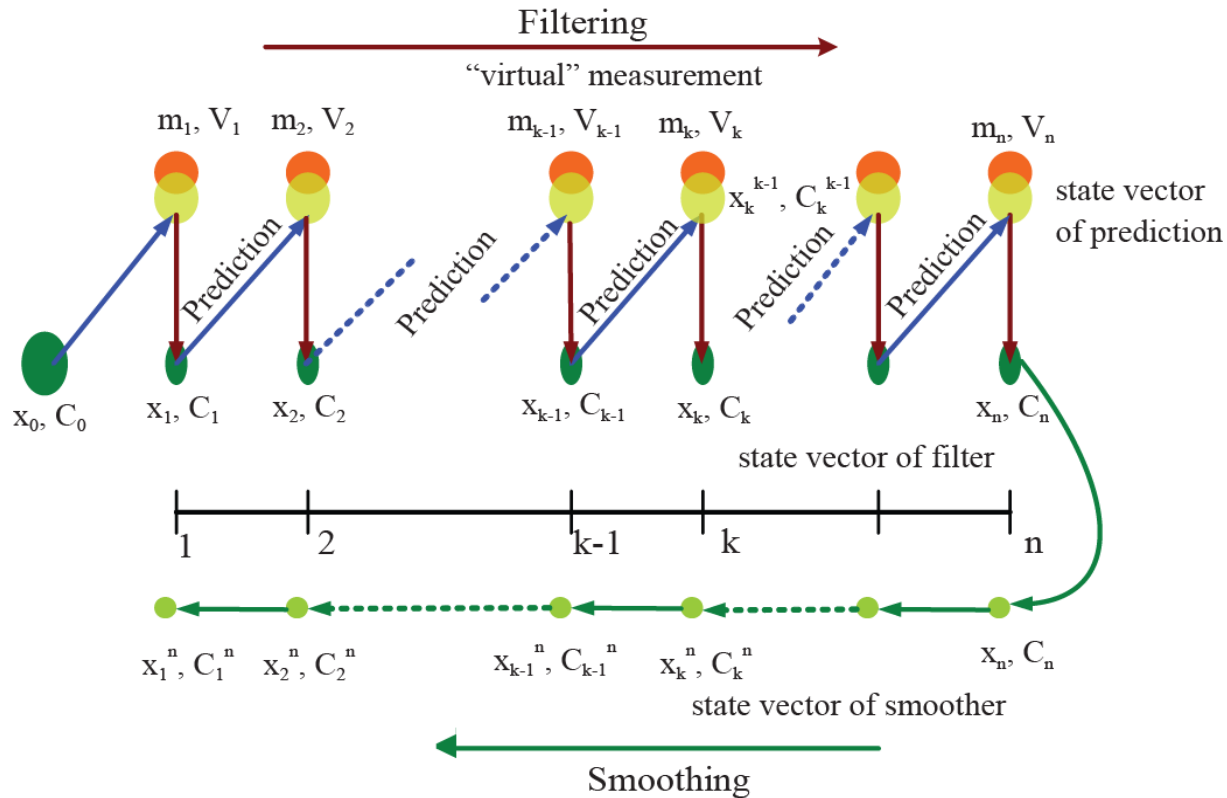 Filtering
“virtual” measurement
m₁, V₁
m₂, V₂
mₖ₋₁, Vₖ₋₁
mₖ, Vₖ
mₙ, Vₙ
xₖᵏ⁻¹, Cₖᵏ⁻¹
state vector
of prediction
Prediction
Prediction
Prediction
Prediction
Prediction
x₀, C₀
x₁, C₁
x₂, C₂
xₖ₋₁, Cₖ₋₁
xₖ, Cₖ
xₙ, Cₙ
state vector of filter
1
2
k-1
k
n
x₁ⁿ, C₁ⁿ
x₂ⁿ, C₂ⁿ
xₖ₋₁ⁿ, Cₖ₋₁ⁿ
xₖⁿ, Cₖⁿ
xₙ, Cₙ
state vector of smoother
Smoothing